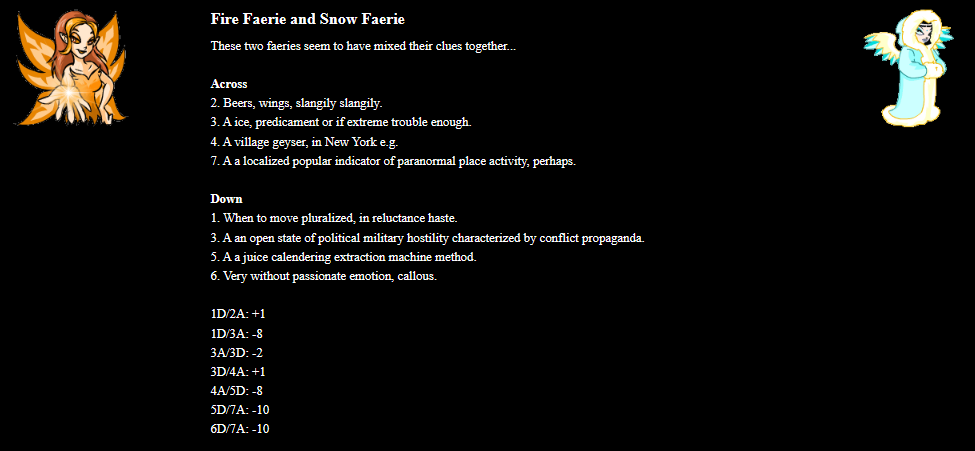 Fire Faerie and Snow Faerie
These two faeries seem to have mixed their clues together...
Across
2. Beers, wings, slangily slangily.
3. A ice, predicament or if extreme trouble enough.
4. A village geyser, in New York e.g.
7. A a localized popular indicator of paranormal place activity, perhaps.
Down
1. When to move pluralized, in reluctance haste.
3. A an open state of political military hostility characterized by conflict propaganda.
5. A a juice calendering extraction machine method.
6. Very without passionate emotion, callous.
1D/2A: +1
1D/3A: -8
3A/3D: -2
3D/4A: +1
4A/5D: -8
5D/7A: -10
6D/7A: -10